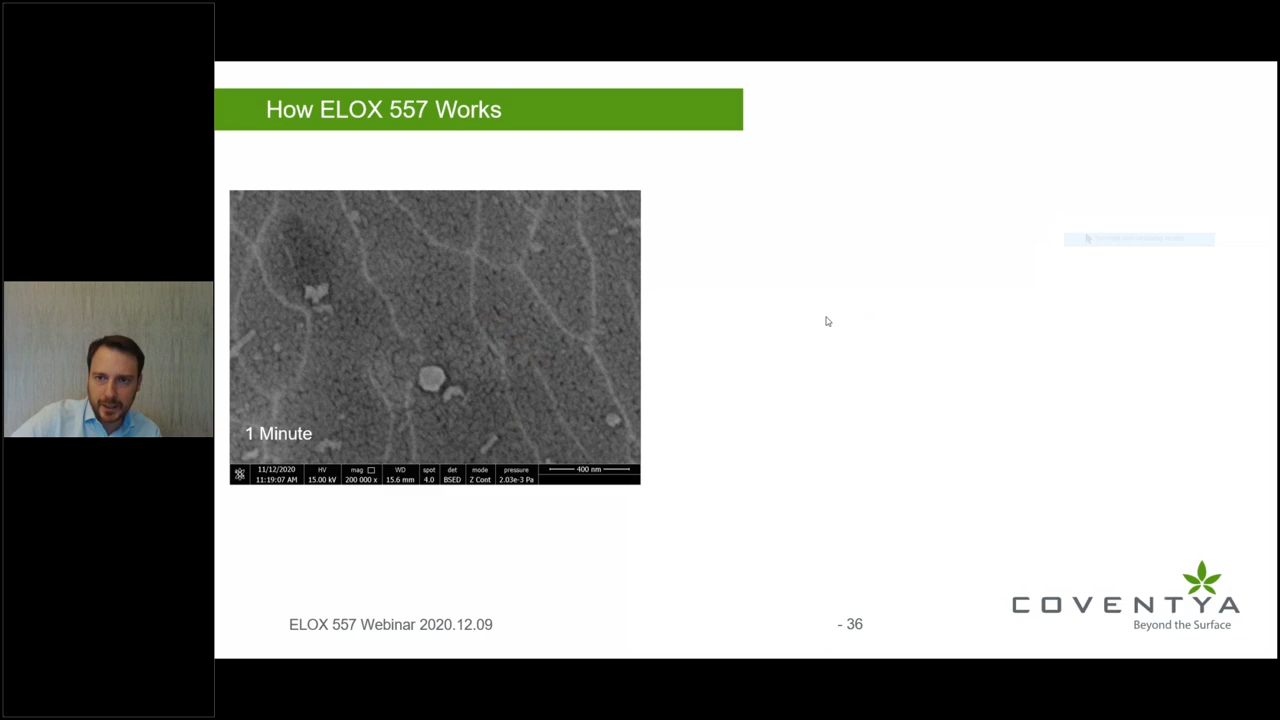 How ELOX 557 Works
1 Minute
11/12/2020 HV mag WD spot det mode pressure 400 nm
11:19:07 AM 15.00 kV 200 000 x 15.6 mm 4.0 BSED Z Cont 2.03e-3 Pa
ELOX 557 Webinar 2020.12.09
- 36
COVENTYA
Beyond the Surface